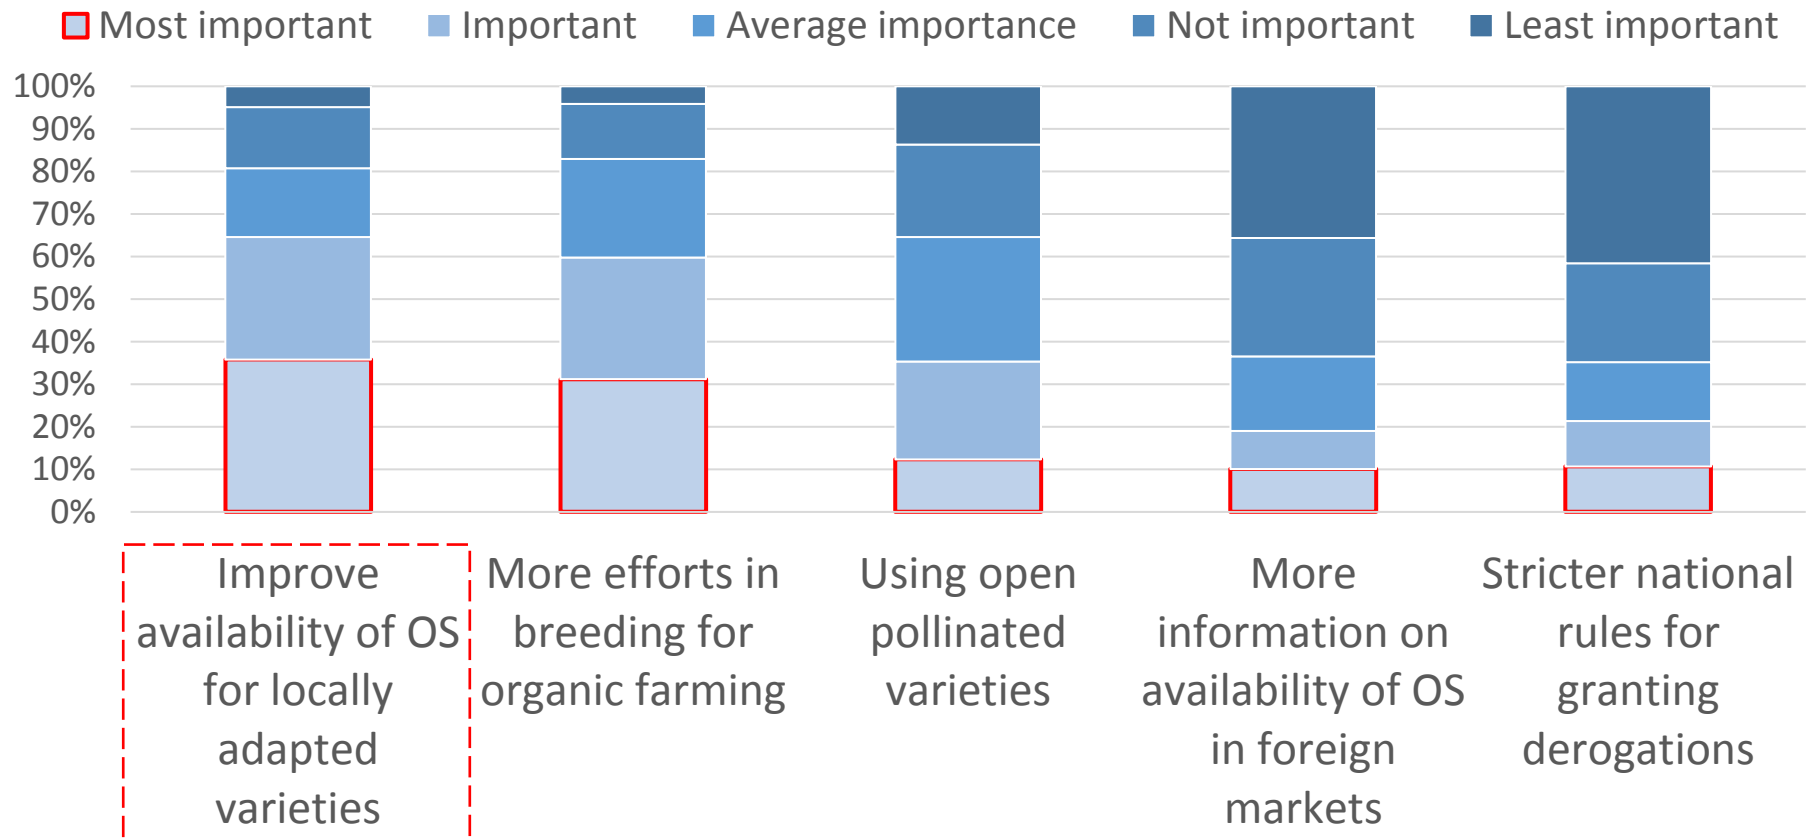 Most important Important Average importance Not important Least important
100%
90%
80%
70%
60%
50%
40%
30%
20%
10%
0%
Improve
availability of OS
for locally
adapted
varieties
More efforts in
breeding for
organic farming
Using open
pollinated
varieties
More
information on
availability of OS
in foreign
markets
Stricter national
rules for
granting
derogations